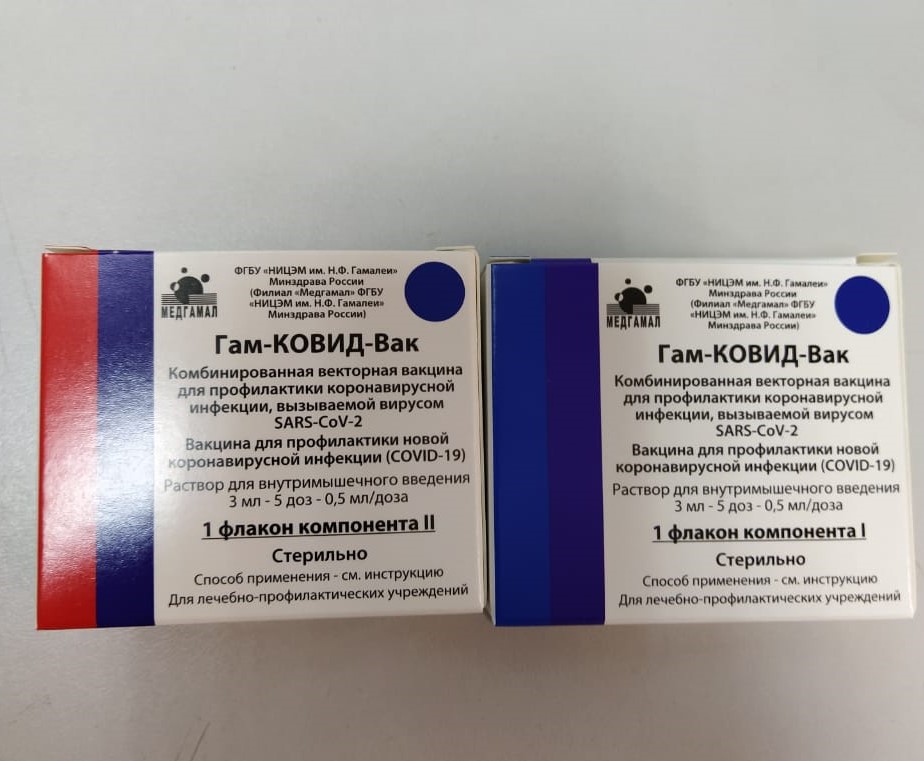 МЕДГАМАЛ
ФГБУ «НИЦЭМ им. Н.Ф. Гамалеи»
Минздрава России
(Филиал «Медгамал» ФГБУ
«НИЦЭМ им. Н.Ф. Гамалеи»
Минздрава России)
Гам-КОВИД-Вак
Комбинированная векторная вакцина
для профилактики коронавирусной
инфекции, вызываемой вирусом
SARS-CoV-2
Вакцина для профилактики новой
коронавирусной инфекции (COVID-19)
Раствор для внутримышечного введения
3 мл - 5 доз - 0,5 мл/доза
1 флакон компонента II
Стерильно
Способ применения - см. инструкцию
Для лечебно-профилактических учреждений
МЕДГАМАЛ
ФГБУ «НИЦЭМ им. Н.Ф. Гамалеи»
Минздрава России
(Филиал «Медгамал» ФГБУ
«НИЦЭМ им. Н.Ф. Гамалеи»
Минздрава России)
Гам-КОВИД-Вак
Комбинированная векторная вакцина
для профилактики коронавирусной
инфекции, вызываемой вирусом
SARS-CoV-2
Вакцина для профилактики новой
коронавирусной инфекции (COVID-19)
Раствор для внутримышечного введения
3 мл - 5 доз - 0,5 мл/доза
1 флакон компонента I
Стерильно
Способ применения - см. инструкцию
Для лечебно-профилактических учреждений